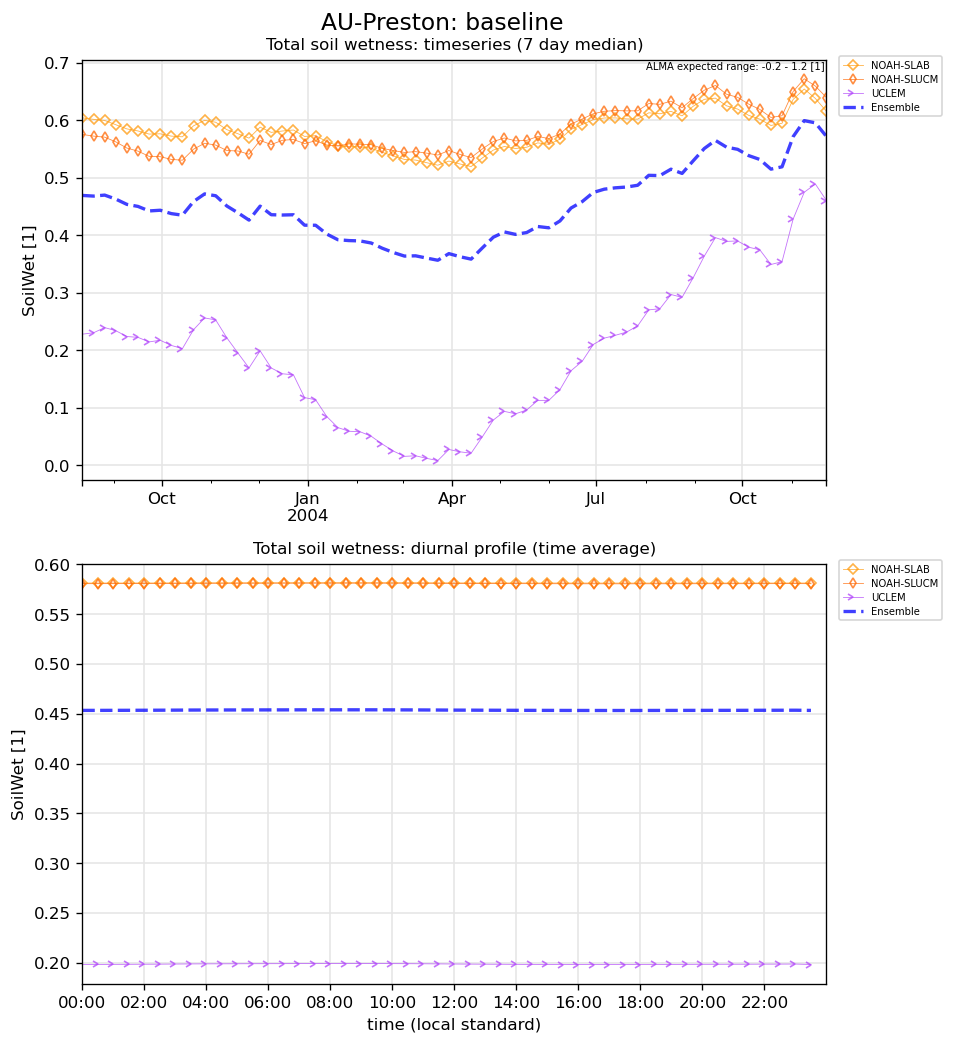 AU-Preston: baseline
Total soil wetness: timeseries (7 day median)
ALMA expected range: -0.2 - 1.2 [1]
NOAH-SLAB
NOAH-SLUCM
UCLEM
Ensemble
SoilWet [1]
0.7
0.6
0.5
0.4
0.3
0.2
0.1
0.0
Oct Jan Apr Jul Oct
2004
Total soil wetness: diurnal profile (time average)
NOAH-SLAB
NOAH-SLUCM
UCLEM
Ensemble
SoilWet [1]
0.60
0.55
0.50
0.45
0.40
0.35
0.30
0.25
0.20
00:00 02:00 04:00 06:00 08:00 10:00 12:00 14:00 16:00 18:00 20:00 22:00
time (local standard)